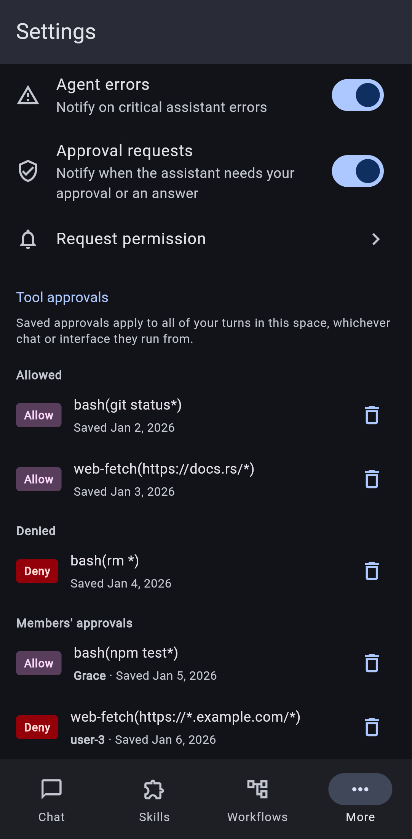 Settings
Agent errors
Notify on critical assistant errors
Approval requests
Notify when the assistant needs your
approval or an answer
Request permission
Tool approvals
Saved approvals apply to all of your turns in this space, whichever
chat or interface they run from.
Allowed
Allow
bash(git status*)
Saved Jan 2, 2026
Allow
web-fetch(https://docs.rs/*)
Saved Jan 3, 2026
Denied
Deny
bash(rm *)
Saved Jan 4, 2026
Members' approvals
Allow
bash(npm test*)
Grace · Saved Jan 5, 2026
Deny
web-fetch(https://*.example.com/*)
user-3 · Saved Jan 6, 2026
Chat
Skills
Workflows
More